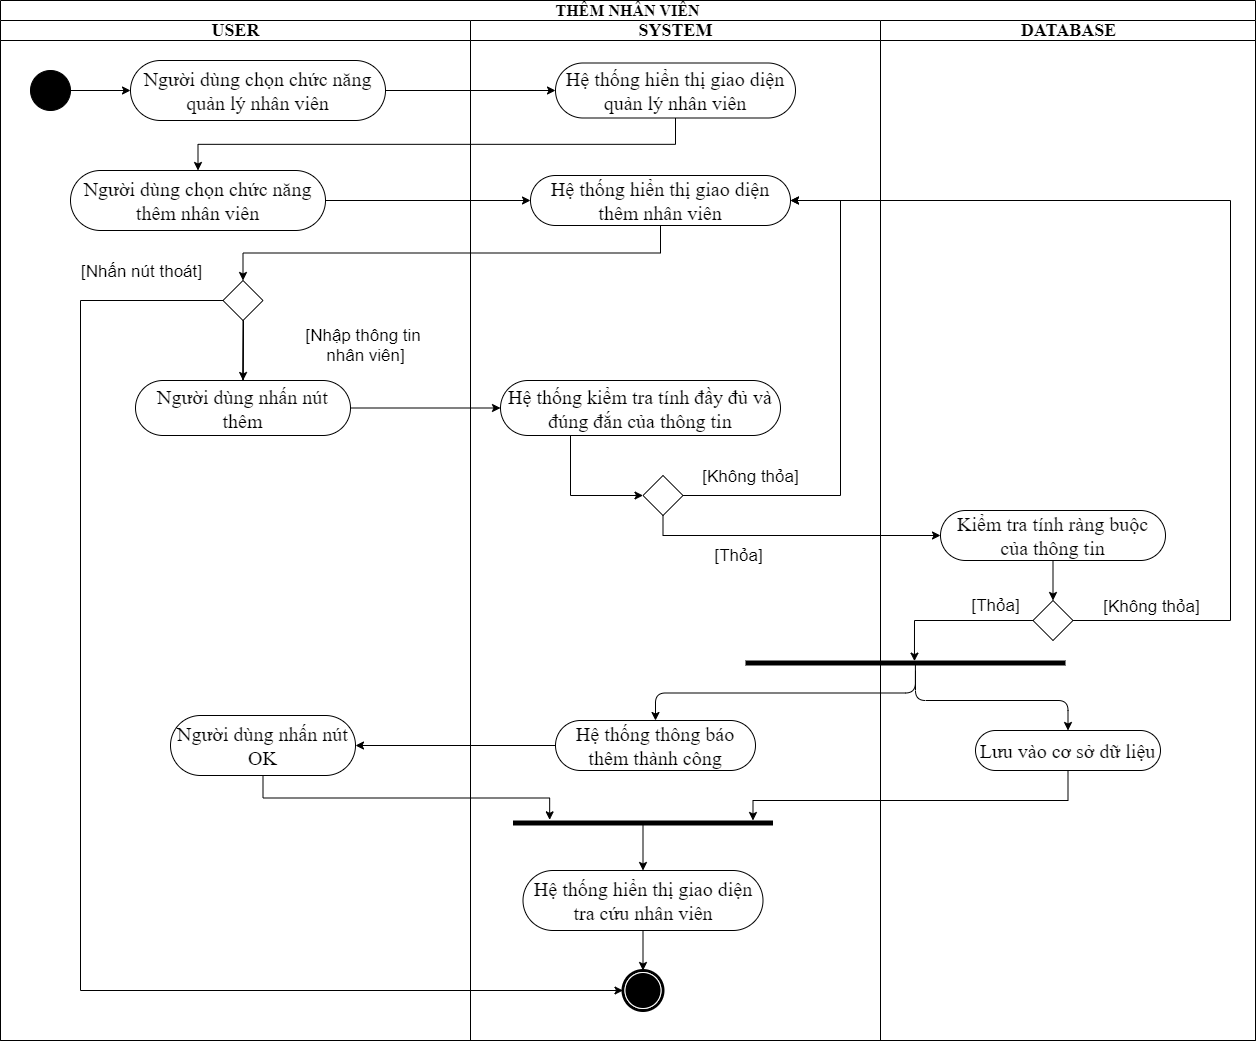 THÊM NHÂN VIÊN
USER
SYSTEM
DATABASE
Người dùng chọn chức năng
quản lý nhân viên
Hệ thống hiển thị giao diện
quản lý nhân viên
Người dùng chọn chức năng
thêm nhân viên
Hệ thống hiển thị giao diện
thêm nhân viên
[Nhấn nút thoát]
[Nhập thông tin
nhân viên]
Người dùng nhấn nút
thêm
Hệ thống kiểm tra tính đầy đủ và
đúng đắn của thông tin
[Không thỏa]
[Thỏa]
Kiểm tra tính ràng buộc
của thông tin
[Thỏa]
[Không thỏa]
Người dùng nhấn nút
OK
Hệ thống thông báo
thêm thành công
Lưu vào cơ sở dữ liệu
Hệ thống hiển thị giao diện
tra cứu nhân viên